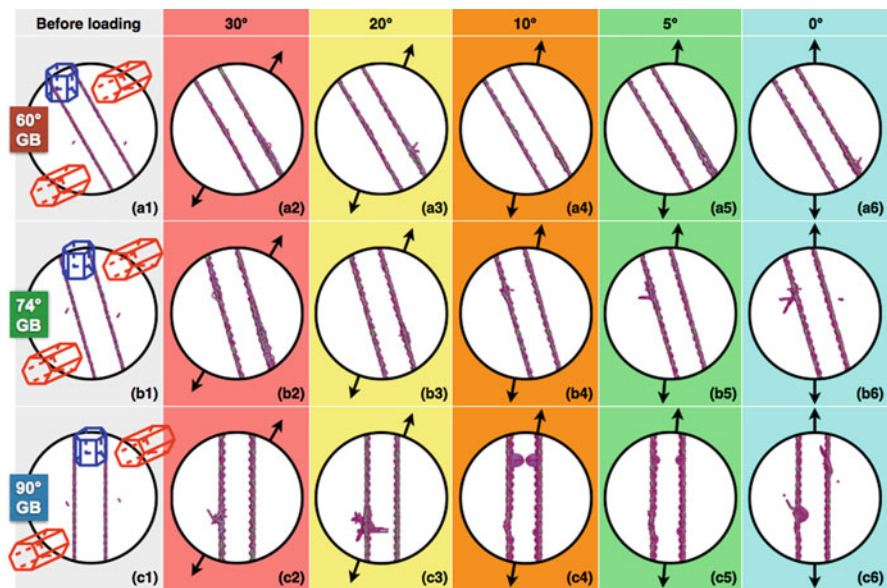 Before loading 30° 20° 10° 5° 0°
60° GB
(a1) (a2) (a3) (a4) (a5) (a6)
74° GB
(b1) (b2) (b3) (b4) (b5) (b6)
90° GB
(c1) (c2) (c3) (c4) (c5) (c6)